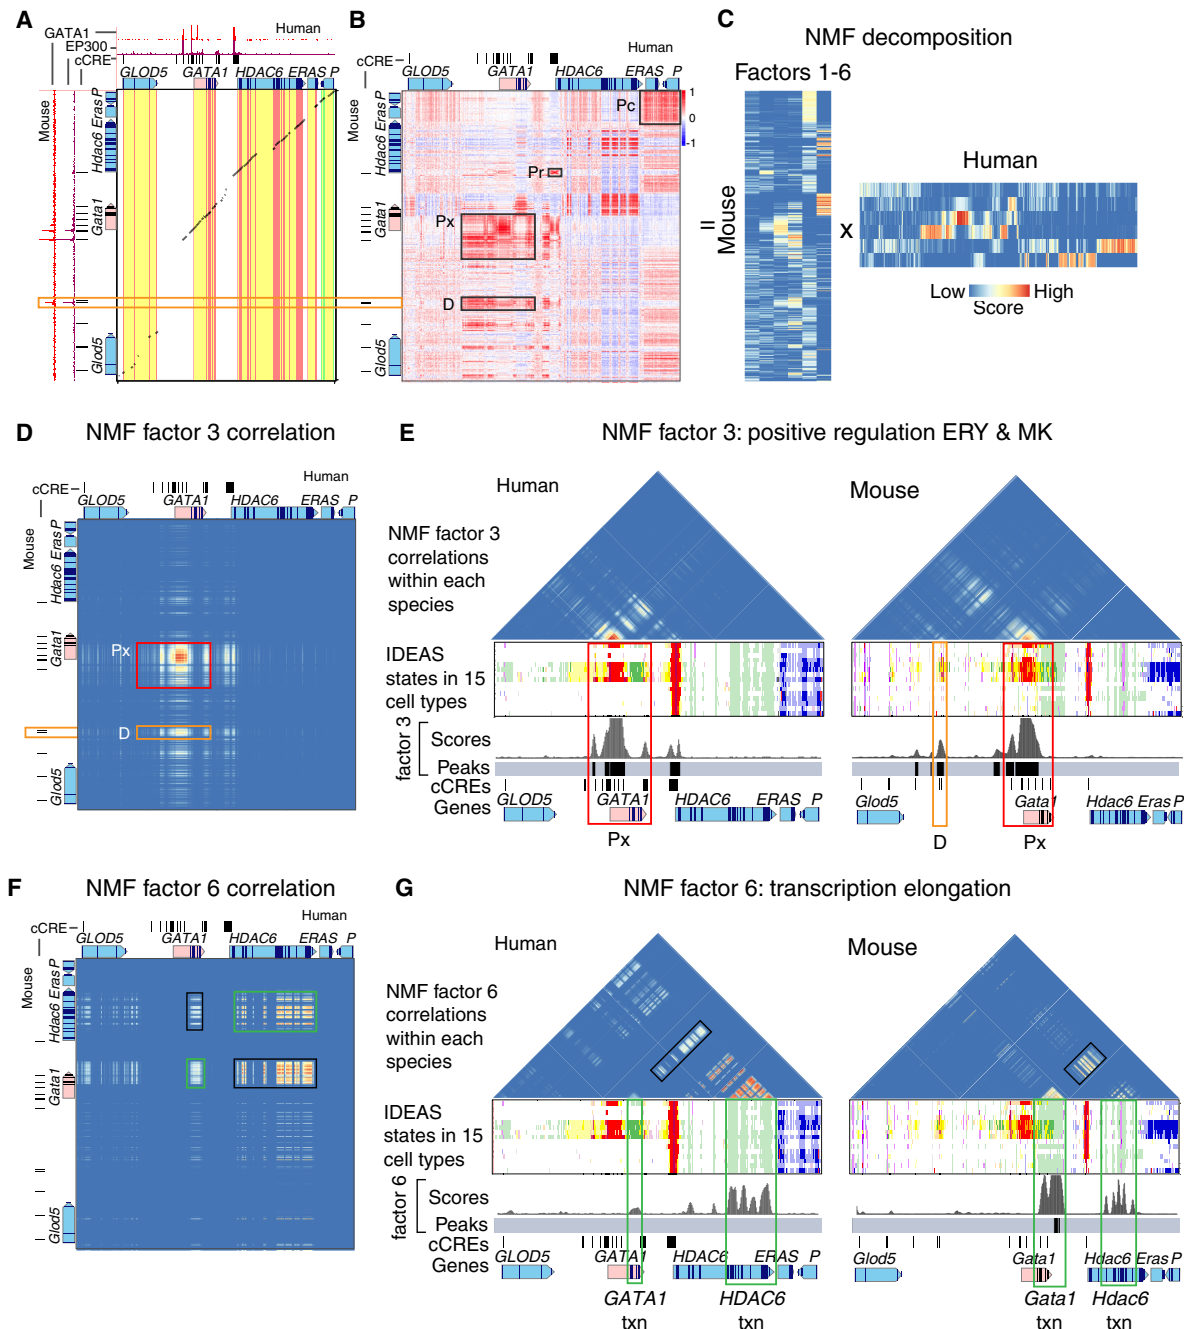 A
GATA1
EP300
cCRE
Human
GLOD5
GATA1
HDAC6
ERAS P
Mouse
Hdac6 Eras P
Gata1
Glod5
B
Human
cCRE
GLOD5
GATA1
HDAC6
ERAS P
Mouse
Hdac6 Eras P
Gata1
Glod5
Pc
Pr
Px
D
1
0
-1
C
NMF decomposition
Factors 1-6
Human
=
Mouse
X
Low
High
Score
D
NMF factor 3 correlation
Human
cCRE
GLOD5
GATA1
HDAC6
ERAS P
Mouse
Hdac6 Eras P
Gata1
Glod5
Px
D
E
NMF factor 3: positive regulation ERY & MK
Human
Mouse
NMF factor 3
correlations
within each
species
IDEAS
states in 15
cell types
factor 3
Scores
Peaks
cCREs
Genes
GLOD5
GATA1
HDAC6
ERAS P
Px
Glod5
Gata1
Hdac6 Eras P
D
Px
F
NMF factor 6 correlation
Human
cCRE
GLOD5
GATA1
HDAC6
ERAS P
Mouse
Hdac6 Eras P
Gata1
Glod5
G
NMF factor 6: transcription elongation
Human
Mouse
NMF factor 6
correlations
within each
species
IDEAS
states in 15
cell types
factor 6
Scores
Peaks
cCREs
Genes
GLOD5
GATA1
HDAC6
ERAS P
GATA1
txn
HDAC6
txn
Glod5
Gata1
Hdac6 Eras P
Gata1
txn
Hdac6
txn